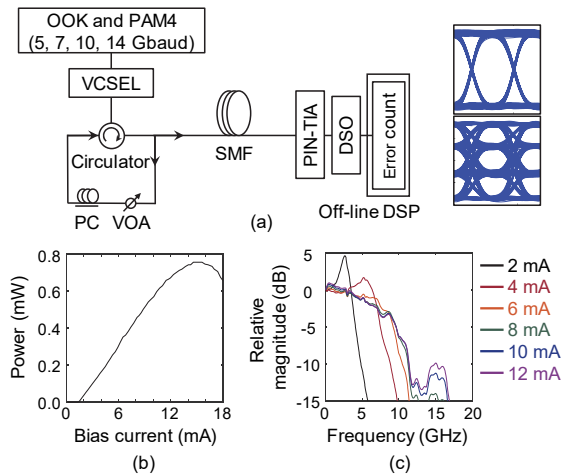 OOK and PAM4
(5, 7, 10, 14 Gbaud)
VCSEL
Circulator
SMF
PIN-TIA
DSO
Error count
PC
VOA
Off-line DSP
(a)
Power (mW)
0.8
0.6
0.4
0.2
0.0
0
6
12
18
Bias current (mA)
(b)
Relative
magnitude (dB)
5
0
-5
-10
-15
0
5
10
15
20
Frequency (GHz)
(c)
2 mA
4 mA
6 mA
8 mA
10 mA
12 mA